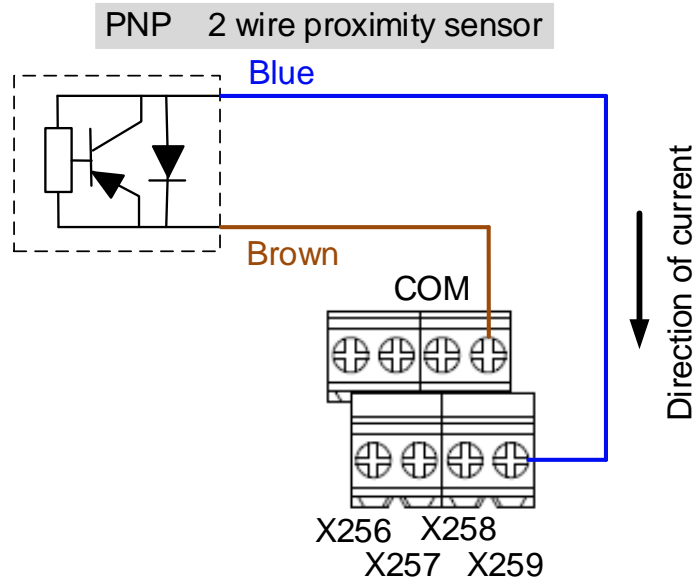 PNP 2 wire proximity sensor
Blue
Brown
COM
Direction of current
X256 X258
X257 X259